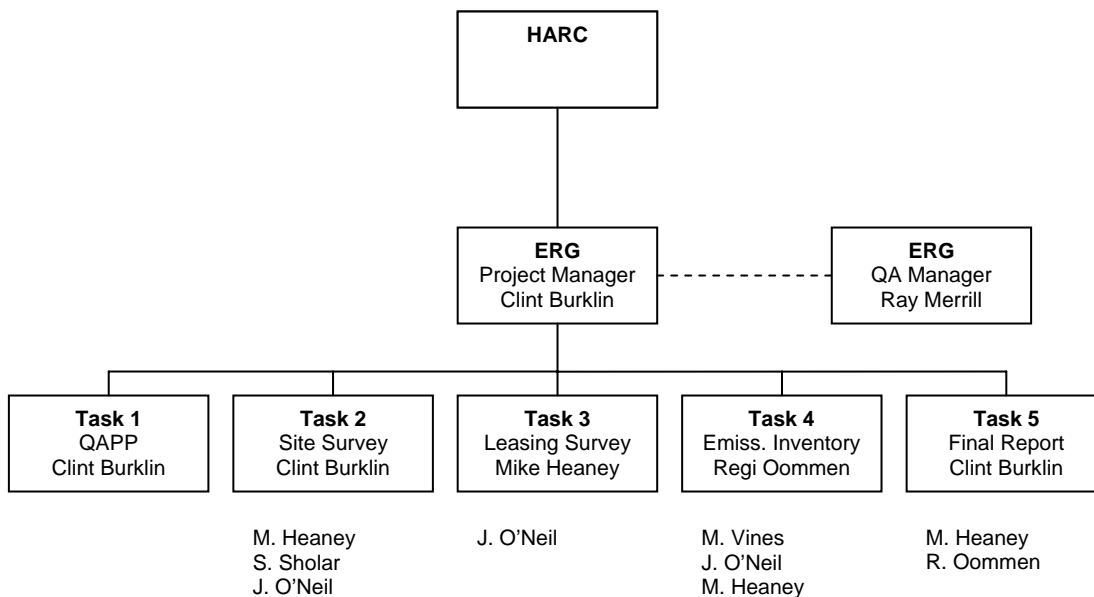 HARC
ERG
Project Manager
Clint Burklin
ERG
QA Manager
Ray Merrill
Task 1
QAPP
Clint Burklin
Task 2
Site Survey
Clint Burklin
Task 3
Leasing Survey
Mike Heaney
Task 4
Emiss. Inventory
Regi Oommen
Task 5
Final Report
Clint Burklin
M. Heaney
S. Sholar
J. O’Neil
J. O’Neil
M. Vines
J. O’Neil
M. Heaney
M. Heaney
R. Oommen